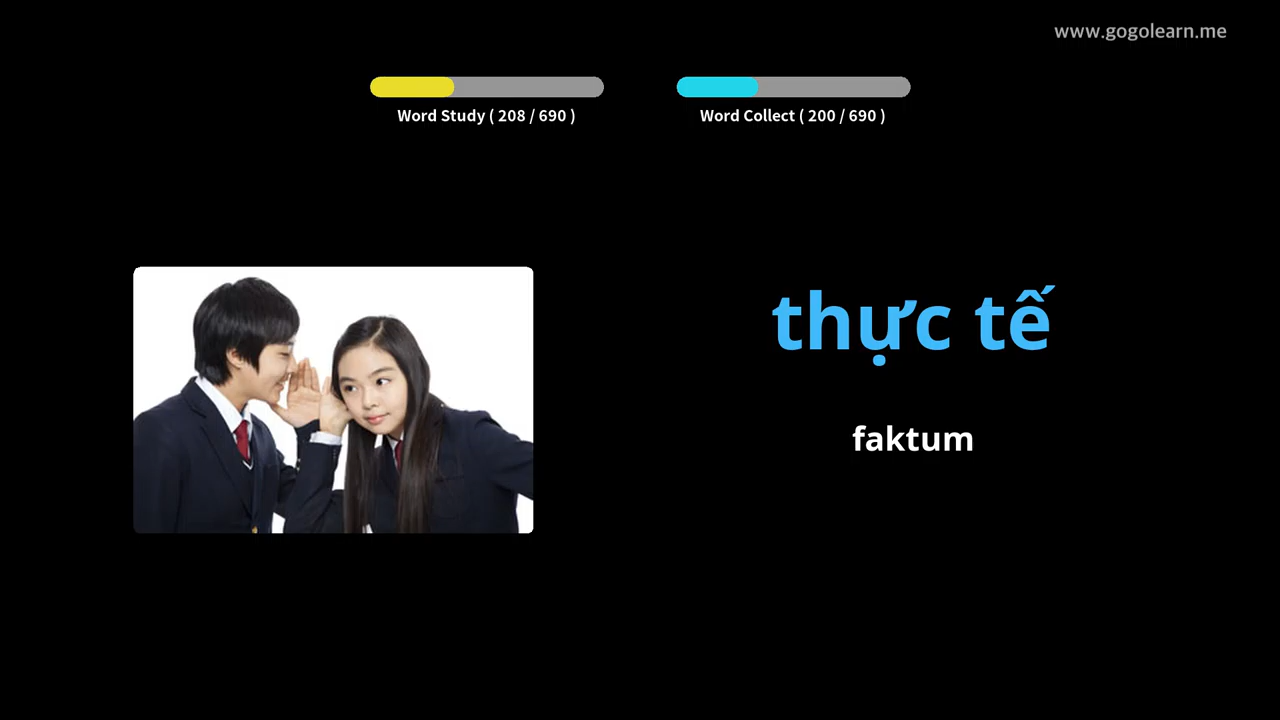 www.gogolearn.me
Word Study ( 208 / 690 )
Word Collect ( 200 / 690 )
thực tế
faktum